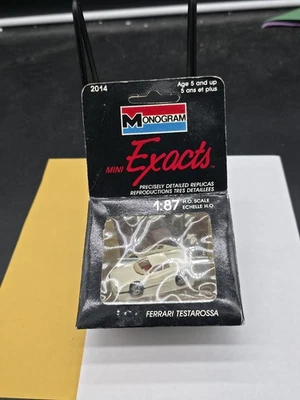 2014
Age 5 and up
5 ans et plus
MONOGRAM
MINI Exacts™
PRECISELY DETAILED REPLICAS
REPRODUCTIONS TRES DETAILLEES
1:87 H.O. SCALE
ECHELLE H.O.
FERRARI TESTAROSSA